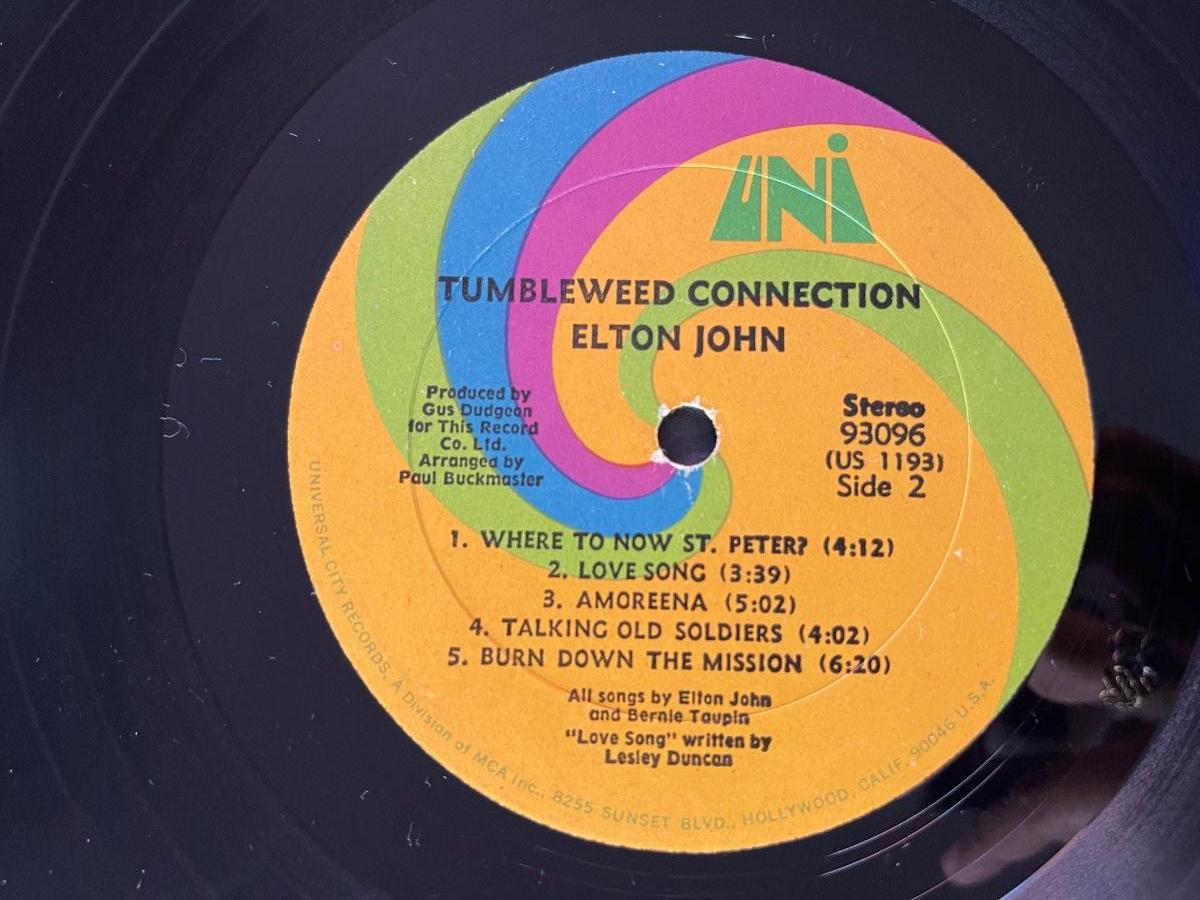 UNI
TUMBLEWEED CONNECTION
ELTON JOHN
Produced by
Gus Dudgeon
for This Record
Co. Ltd.
Arranged by
Paul Buckmaster
Stereo
93096
(US 1193)
Side 2
1. WHERE TO NOW ST. PETER? (4:12)
2. LOVE SONG (3:39)
3. AMOREENA (5:02)
4. TALKING OLD SOLDIERS (4:02)
5. BURN DOWN THE MISSION (6:20)
All songs by Elton John
and Bernie Taupin
"Love Song" written by
Lesley Duncan
UNIVERSAL CITY RECORDS, A Division of MCA Inc., 8255 SUNSET BLVD., HOLLYWOOD, CALIF. 90046 U.S.A.